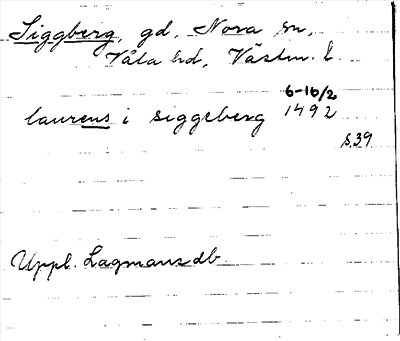 Siggberg, gd, Nora sn,
Våla hd, Västm. l.
laurens i siggeberg 6-16/2 1492
s. 39
Uppl. Lagmansdb.